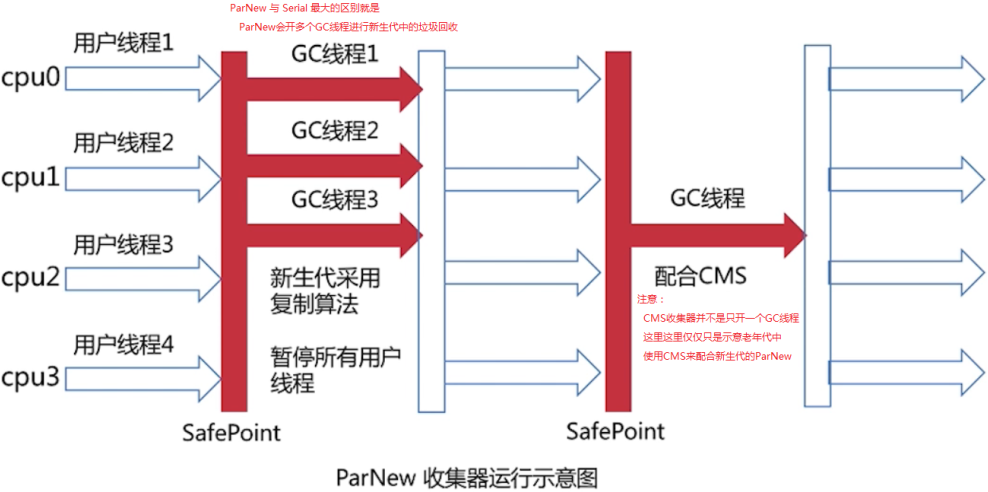 ParNew 与 Serial 最大的区别就是
ParNew会开多个GC线程进行新生代中的垃圾回收
用户线程1
cpu0
GC线程1
用户线程2
cpu1
GC线程2
GC线程3
GC线程
用户线程3
cpu2
新生代采用
复制算法
配合CMS
注意：
CMS收集器并不是只开一个GC线程
这里这里仅仅只是示意老年代中
使用CMS来配合新生代的ParNew
用户线程4
cpu3
暂停所有用户
线程
SafePoint
SafePoint
ParNew 收集器运行示意图